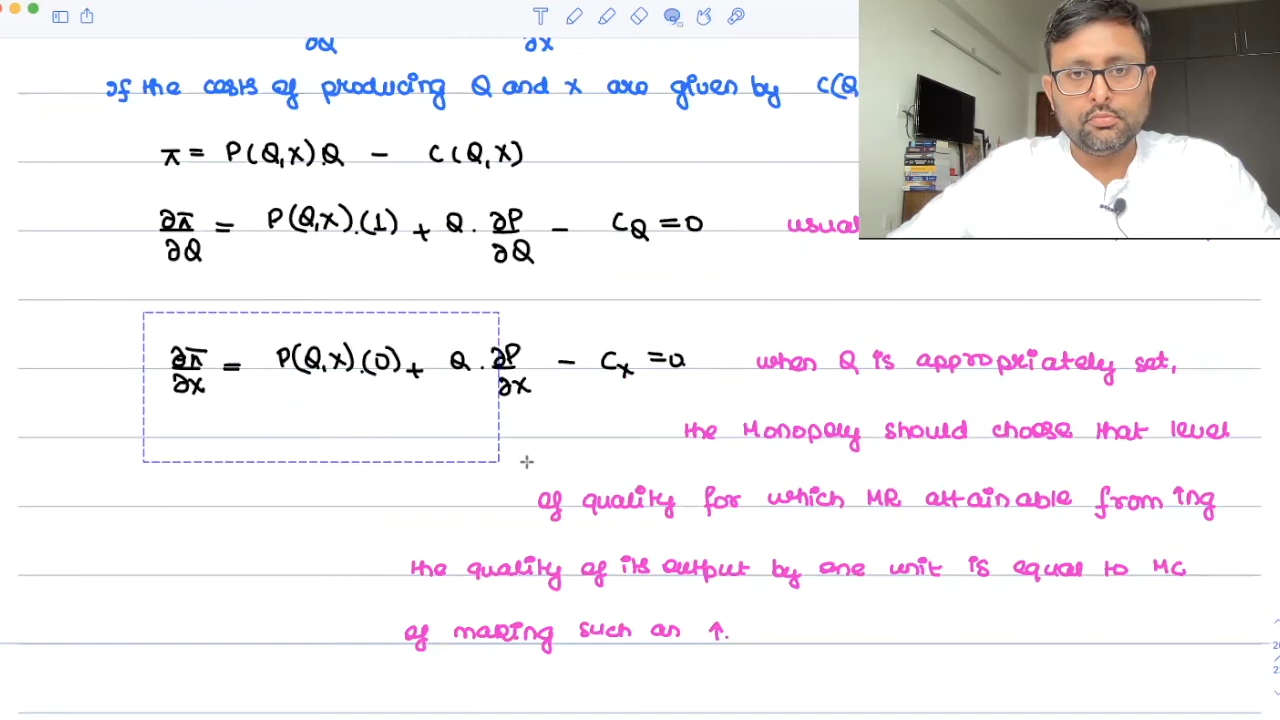 ∂Q ∂x
If the costs of producing Q and x are given by C(Q
π = P(Q,X)Q - C(Q,X)
∂π/∂Q = P(Q,X).(1) + Q . ∂P/∂Q - C_Q = 0 usual
∂π/∂x = P(Q,X).(0) + Q . ∂P/∂x - C_x = 0 when Q is appropriately set,
the Monopoly should choose that level
of quality for which MR attainable from ↑ng
the quality of its output by one unit is equal to MC
of making such an ↑.